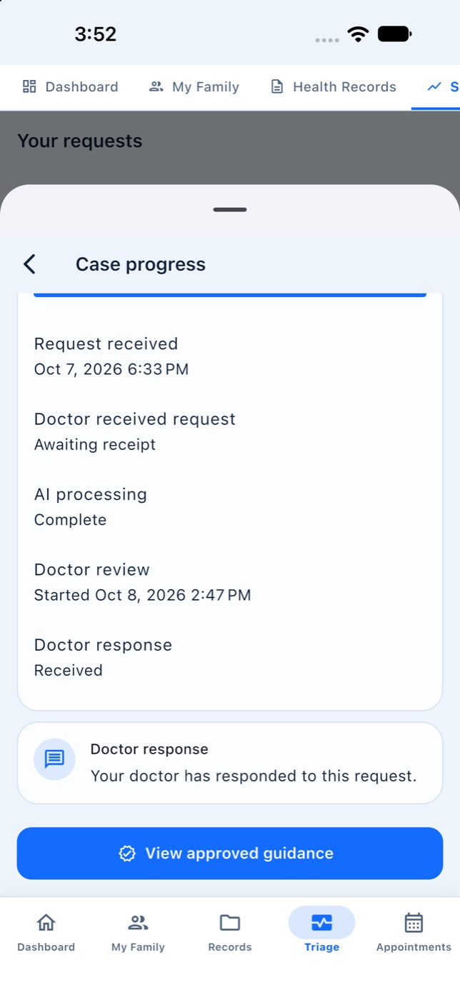 3:52
Dashboard My Family Health Records S
Your requests
Case progress
Request received
Oct 7, 2026 6:33 PM
Doctor received request
Awaiting receipt
AI processing
Complete
Doctor review
Started Oct 8, 2026 2:47 PM
Doctor response
Received
Doctor response
Your doctor has responded to this request.
View approved guidance
Dashboard My Family Records Triage Appointments